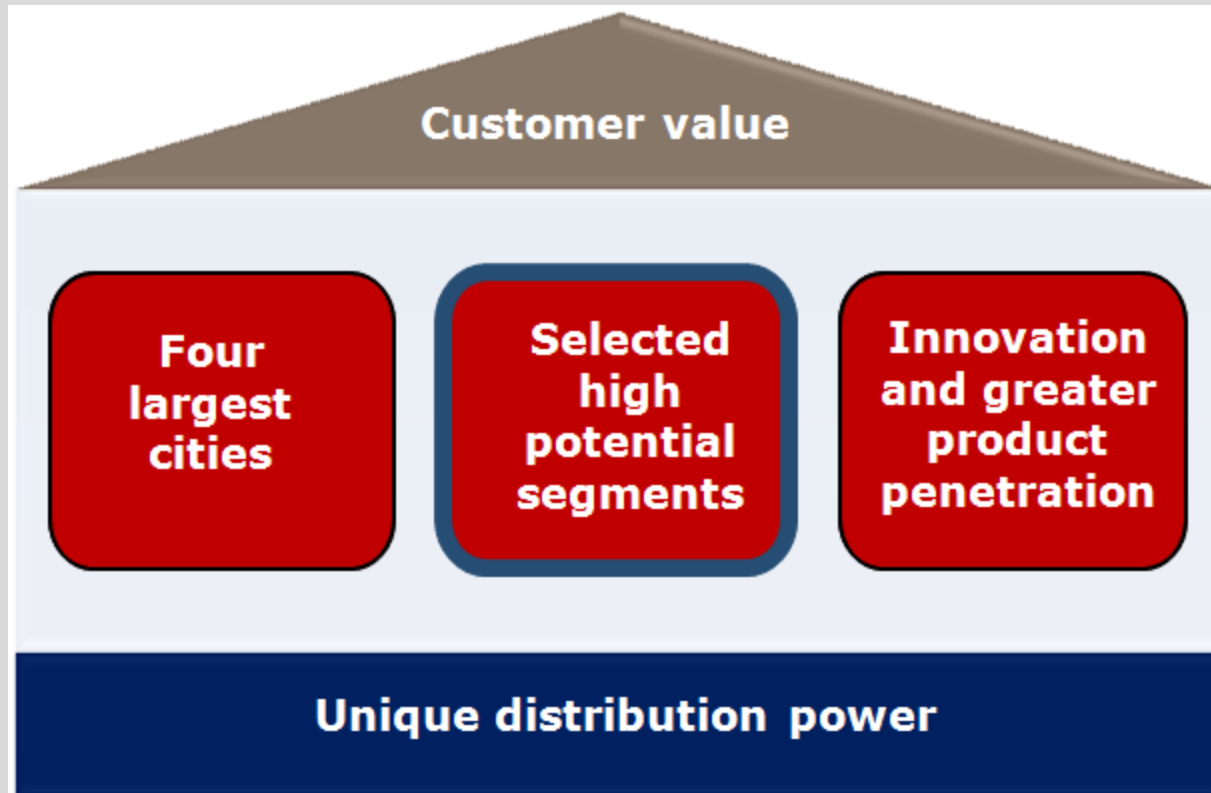 Customer value
Four
largest
cities
Selected
high
potential
segments
Innovation
and greater
product
penetration
Unique distribution power